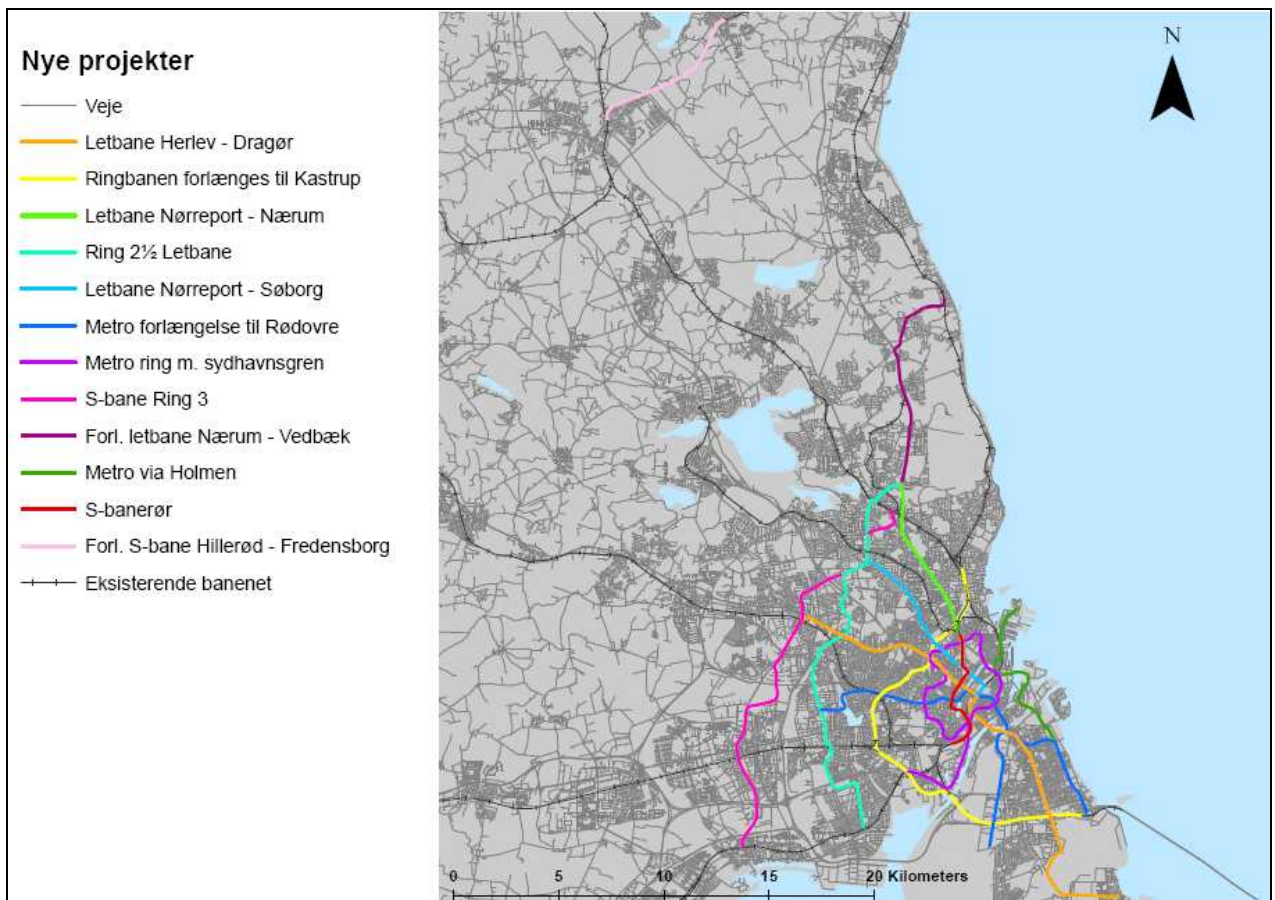 Nye projekter
Veje
Letbane Herlev - Dragør
Ringbanen forlænges til Kastrup
Letbane Nørreport - Nærum
Ring 2½ Letbane
Letbane Nørreport - Søborg
Metro forlængelse til Rødovre
Metro ring m. sydhavnsgren
S-bane Ring 3
Forl. letbane Nærum - Vedbæk
Metro via Holmen
S-banerør
Forl. S-bane Hillerød - Fredensborg
Eksisterende banenet
N
0 5 10 15 20 Kilometers